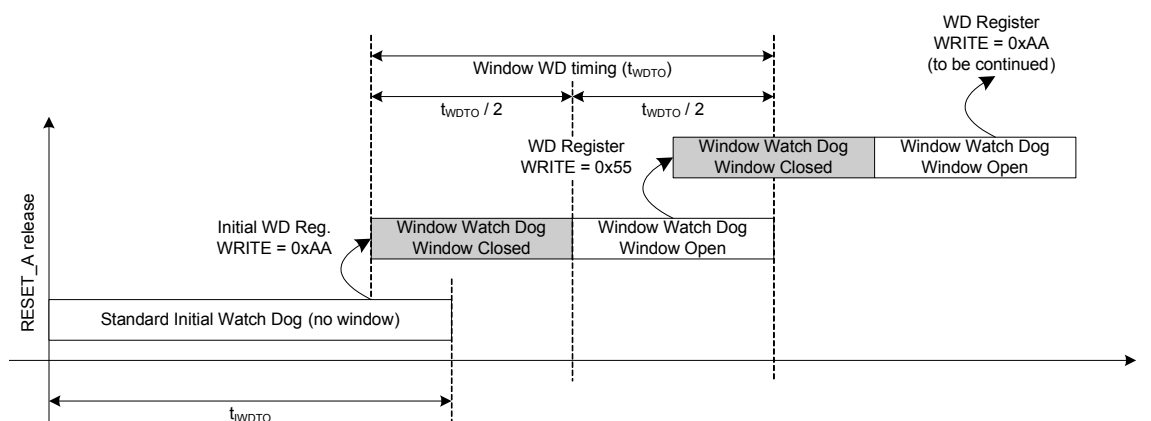 WD Register
WRITE = 0xAA
(to be continued)
Window WD timing (tWDTO)
tWDTO / 2
tWDTO / 2
WD Register
WRITE = 0x55
Window Watch Dog
Window Closed
Window Watch Dog
Window Open
Initial WD Reg.
WRITE = 0xAA
Window Watch Dog
Window Closed
Window Watch Dog
Window Open
RESET_A release
Standard Initial Watch Dog (no window)
tIWDTO